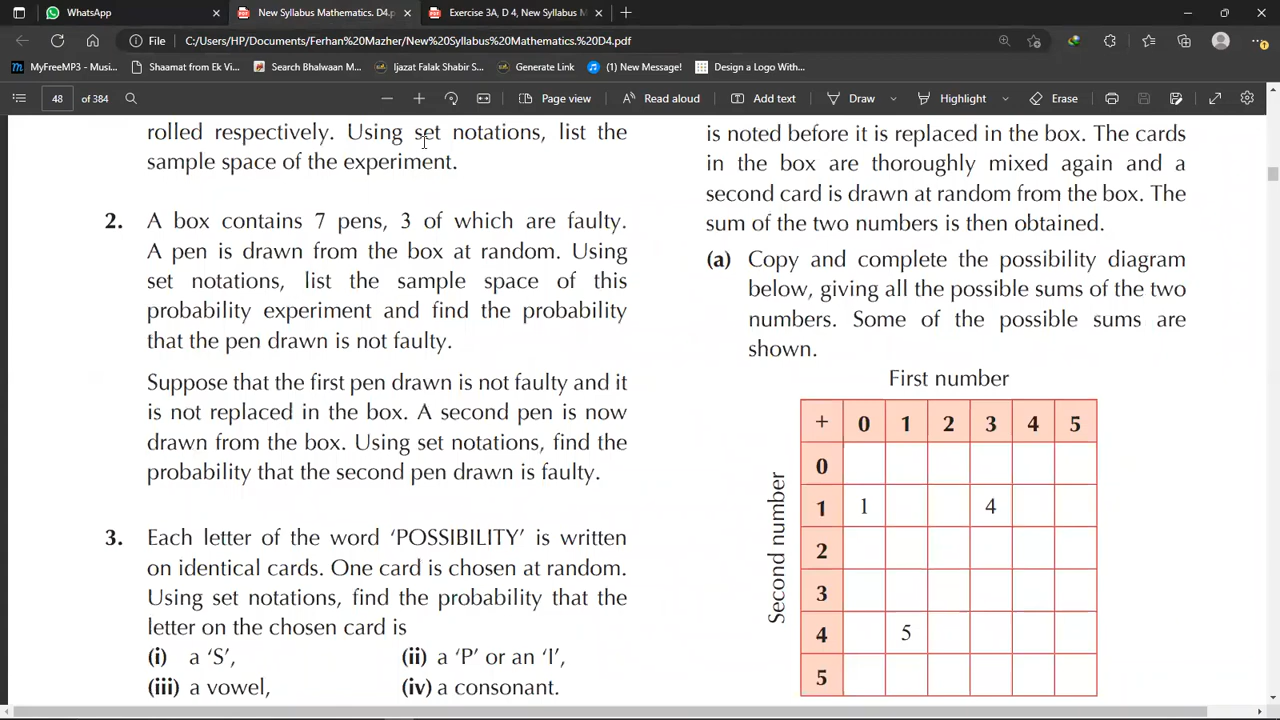 WhatsApp
New Syllabus Mathematics. D4.p
Exercise 3A, D 4, New Syllabus M
File
C:/Users/HP/Documents/Ferhan%20Mazher/New%20Syllabus%20Mathematics.%20D4.pdf
MyFreeMP3 - Musi...
Shaamat from Ek Vi...
Search Bhalwaan M...
Ijazat Falak Shabir S...
Generate Link
(1) New Message!
Design a Logo With...
48 of 384
Page view
Read aloud
Add text
Draw
Highlight
Erase
rolled respectively. Using set notations, list the
sample space of the experiment.
2. A box contains 7 pens, 3 of which are faulty.
A pen is drawn from the box at random. Using
set notations, list the sample space of this
probability experiment and find the probability
that the pen drawn is not faulty.
Suppose that the first pen drawn is not faulty and it
is not replaced in the box. A second pen is now
drawn from the box. Using set notations, find the
probability that the second pen drawn is faulty.
3. Each letter of the word ‘POSSIBILITY’ is written
on identical cards. One card is chosen at random.
Using set notations, find the probability that the
letter on the chosen card is
(i) a ‘S’, (ii) a ‘P’ or an ‘I’,
(iii) a vowel, (iv) a consonant.
is noted before it is replaced in the box. The cards
in the box are thoroughly mixed again and a
second card is drawn at random from the box. The
sum of the two numbers is then obtained.
(a) Copy and complete the possibility diagram
below, giving all the possible sums of the two
numbers. Some of the possible sums are
shown.
First number
+ 0 1 2 3 4 5
0
1 1 4
2
3
4 5
5
Second number